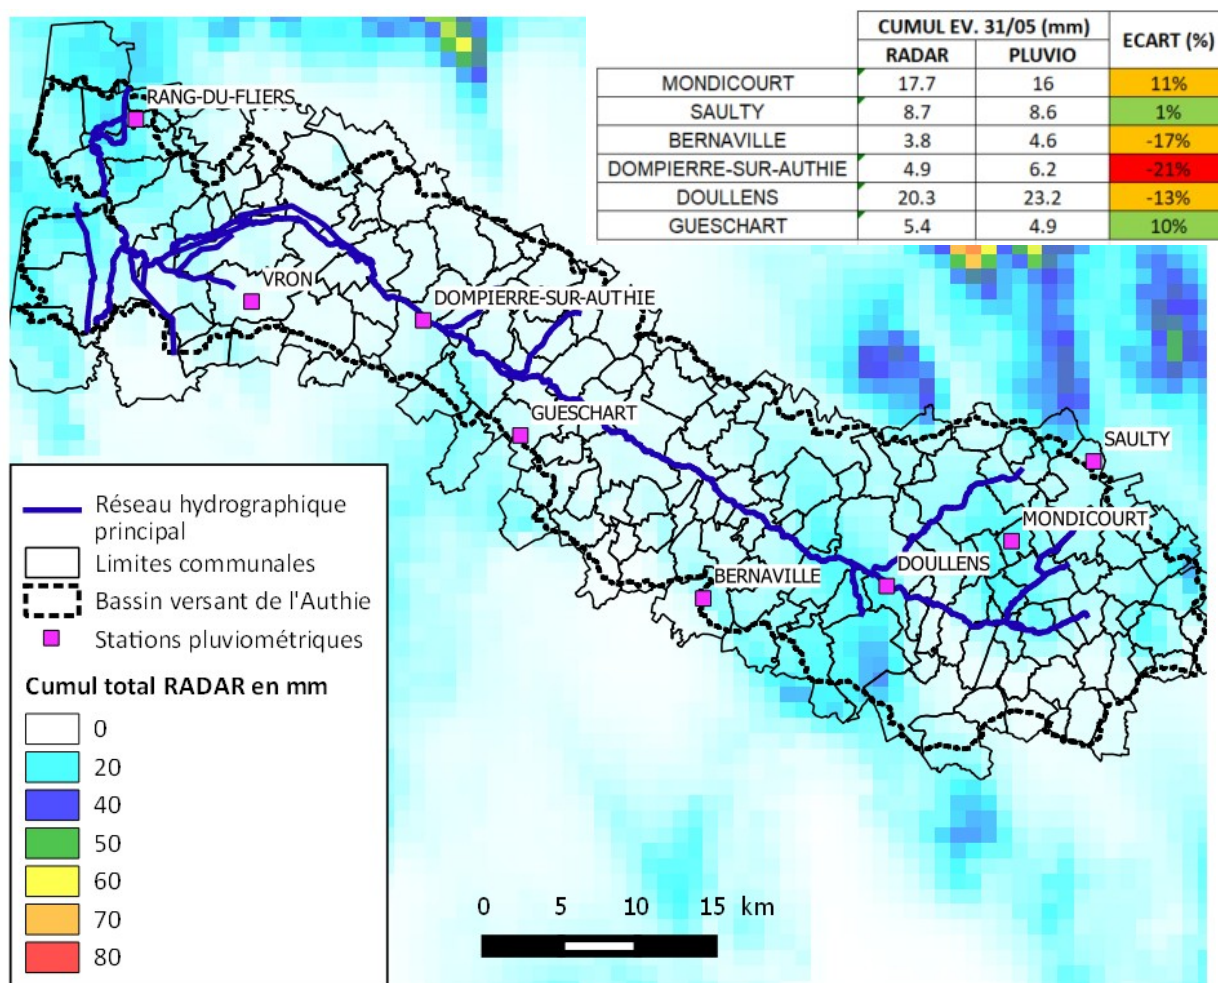 CUMUL EV. 31/05 (mm) ECART (%)
RADAR PLUVIO
MONDICOURT 17.7 16 11%
SAULTY 8.7 8.6 1%
BERNAVILLE 3.8 4.6 -17%
DOMPIERRE-SUR-AUTHIE 4.9 6.2 -21%
DOULLENS 20.3 23.2 -13%
GUESCHART 5.4 4.9 10%
RANG-DU-FLIERS
VRON
DOMPIERRE-SUR-AUTHIE
GUESCHART
SAULTY
MONDICOURT
DOULLENS
BERNAVILLE
Réseau hydrographique
principal
Limites communales
Bassin versant de l'Authie
Stations pluviométriques
Cumul total RADAR en mm
0
20
40
50
60
70
80
0 5 10 15 km